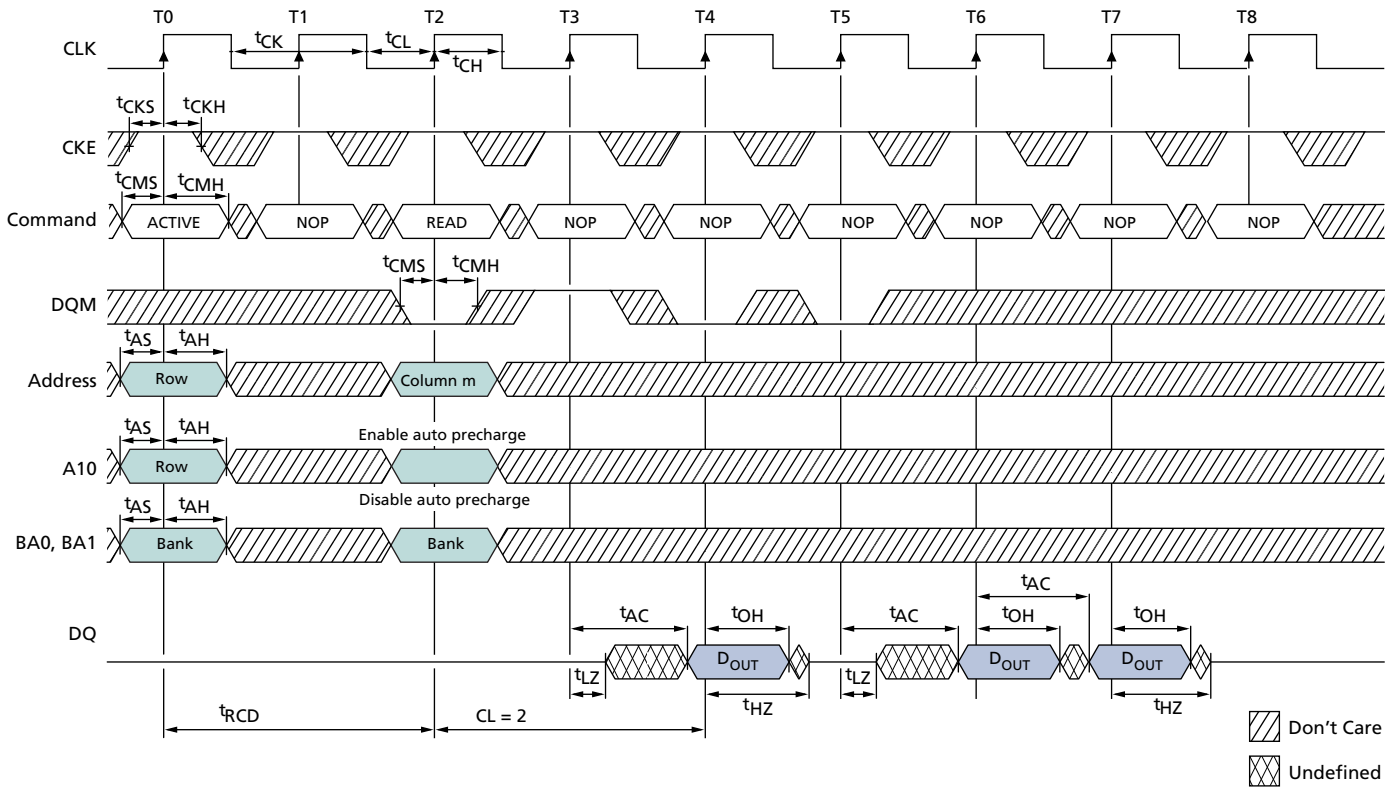 T0 T1 T2 T3 T4 T5 T6 T7 T8
CLK
tCK tCL
tCH
tCKS tCKH
CKE
tCMS tCMH
Command ACTIVE NOP READ NOP NOP NOP NOP NOP NOP
tCMS tCMH
DQM
tAS tAH
Address Row Column m
tAS tAH Enable auto precharge
A10 Row
Disable auto precharge
tAS tAH
BA0, BA1 Bank Bank
tAC
tAC tOH tAC tOH tOH
DQ
DOUT DOUT DOUT
tLZ tLZ
tHZ tHZ
tRCD CL = 2
Don't Care
Undefined